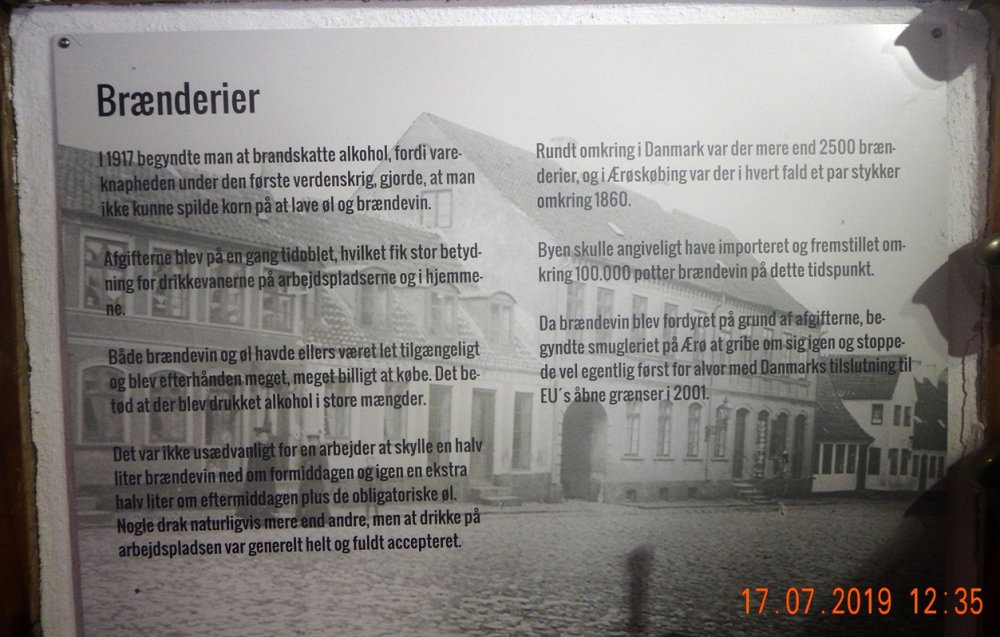 Brænderier
I 1917 begyndte man at brandskatte alkohol, fordi vare-
knapheden under den første verdenskrig, gjorde, at man
ikke kunne spilde korn på at lave øl og brændevin.
Afgifterne blev på en gang tidoblet, hvilket fik stor betyd-
ning for drikkevanerne på arbejdspladserne og i hjemme-
ne.
Både brændevin og øl havde ellers været let tilgængeligt
og blev efterhånden meget, meget billigt at købe. Det be-
tød at der blev drukket alkohol i store mængder.
Det var ikke usædvanligt for en arbejder at skylle en halv
liter brændevin ned om formiddagen og igen en ekstra
halv liter om eftermiddagen plus de obligatoriske øl.
Nogle drak naturligvis mere end andre, men at drikke på
arbejdspladsen var generelt helt og fuldt accepteret.
Rundt omkring i Danmark var der mere end 2500 bræn-
derier, og i Ærøskøbing var der i hvert fald et par stykker
omkring 1860.
Byen skulle angiveligt have importeret og fremstillet om-
kring 100.000 potter brændevin på dette tidspunkt.
Da brændevin blev fordyret på grund af afgifterne, be-
gyndte smugleriet på Ærø at gribe om sig igen og stoppe-
de vel egentlig først for alvor med Danmarks tilslutning til
EU´s åbne grænser i 2001.
17.07.2019 12:35